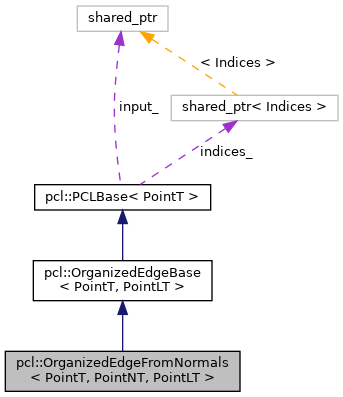 shared_ptr
< Indices >
input_
shared_ptr< Indices >
indices_
pcl::PCLBase< PointT >
pcl::OrganizedEdgeBase
< PointT, PointLT >
pcl::OrganizedEdgeFromNormals
< PointT, PointNT, PointLT >